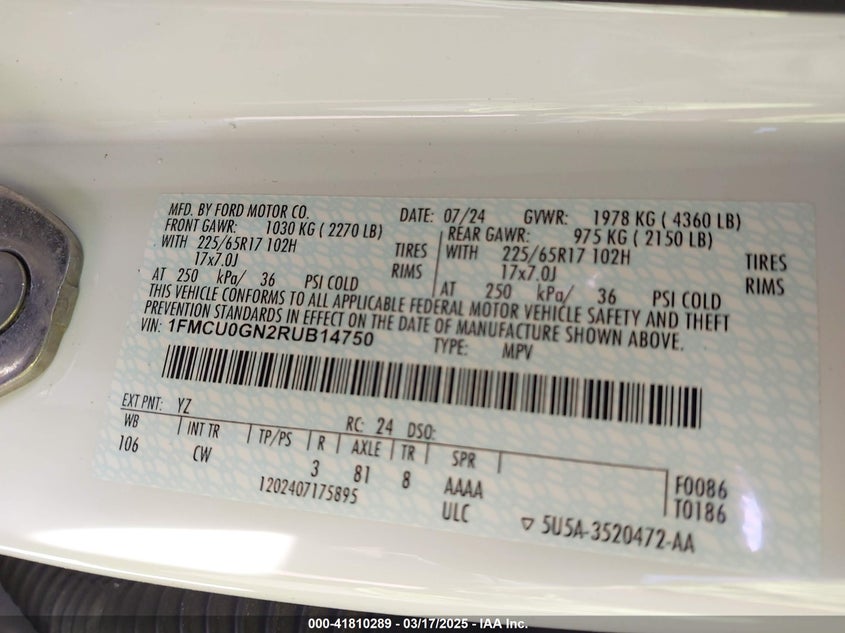 MFD. BY FORD MOTOR CO. DATE: 07/24 GVWR: 1978 KG ( 4360 LB)
FRONT GAWR: 1030 KG ( 2270 LB) REAR GAWR: 975 KG ( 2150 LB)
WITH 225/65R17 102H TIRES WITH 225/65R17 102H TIRES
17x7.0J RIMS 17x7.0J RIMS
AT 250 kPa/ 36 PSI COLD AT 250 kPa/ 36 PSI COLD
THIS VEHICLE CONFORMS TO ALL APPLICABLE FEDERAL MOTOR VEHICLE SAFETY AND THEFT
PREVENTION STANDARDS IN EFFECT ON THE DATE OF MANUFACTURE SHOWN ABOVE.
VIN: 1FMCU0GN2RUB14750 TYPE: MPV
EXT PNT: YZ RC: 24 DSO:
WB INT TR TP/PS R AXLE TR SPR
106 CW 3 81 8 AAAA F0086
1202407175895 ULC T0186
▽ 5U5A-3520472-AA
000-41810289 - 03/17/2025 - IAA Inc.